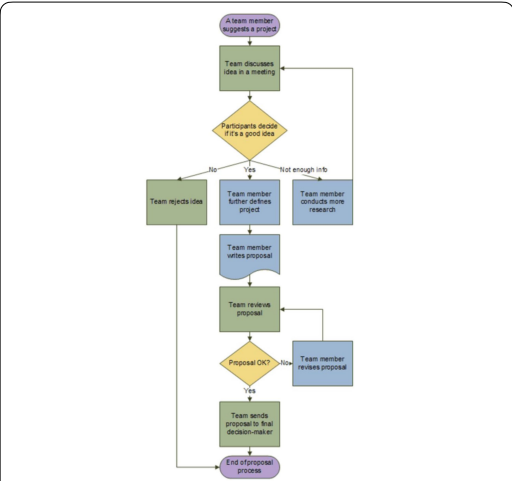 A team member
suggests a project
Team discusses
idea in a meeting
Participants decide
if it's a good idea
No
Yes
Not enough info
Team rejects idea
Team member
further defines
project
Team member
conducts more
research
Team member
writes proposal
Team reviews
proposal
Proposal OK?
No
Team member
revises proposal
Yes
Team sends
proposal to final
decision-maker
End of proposal
process